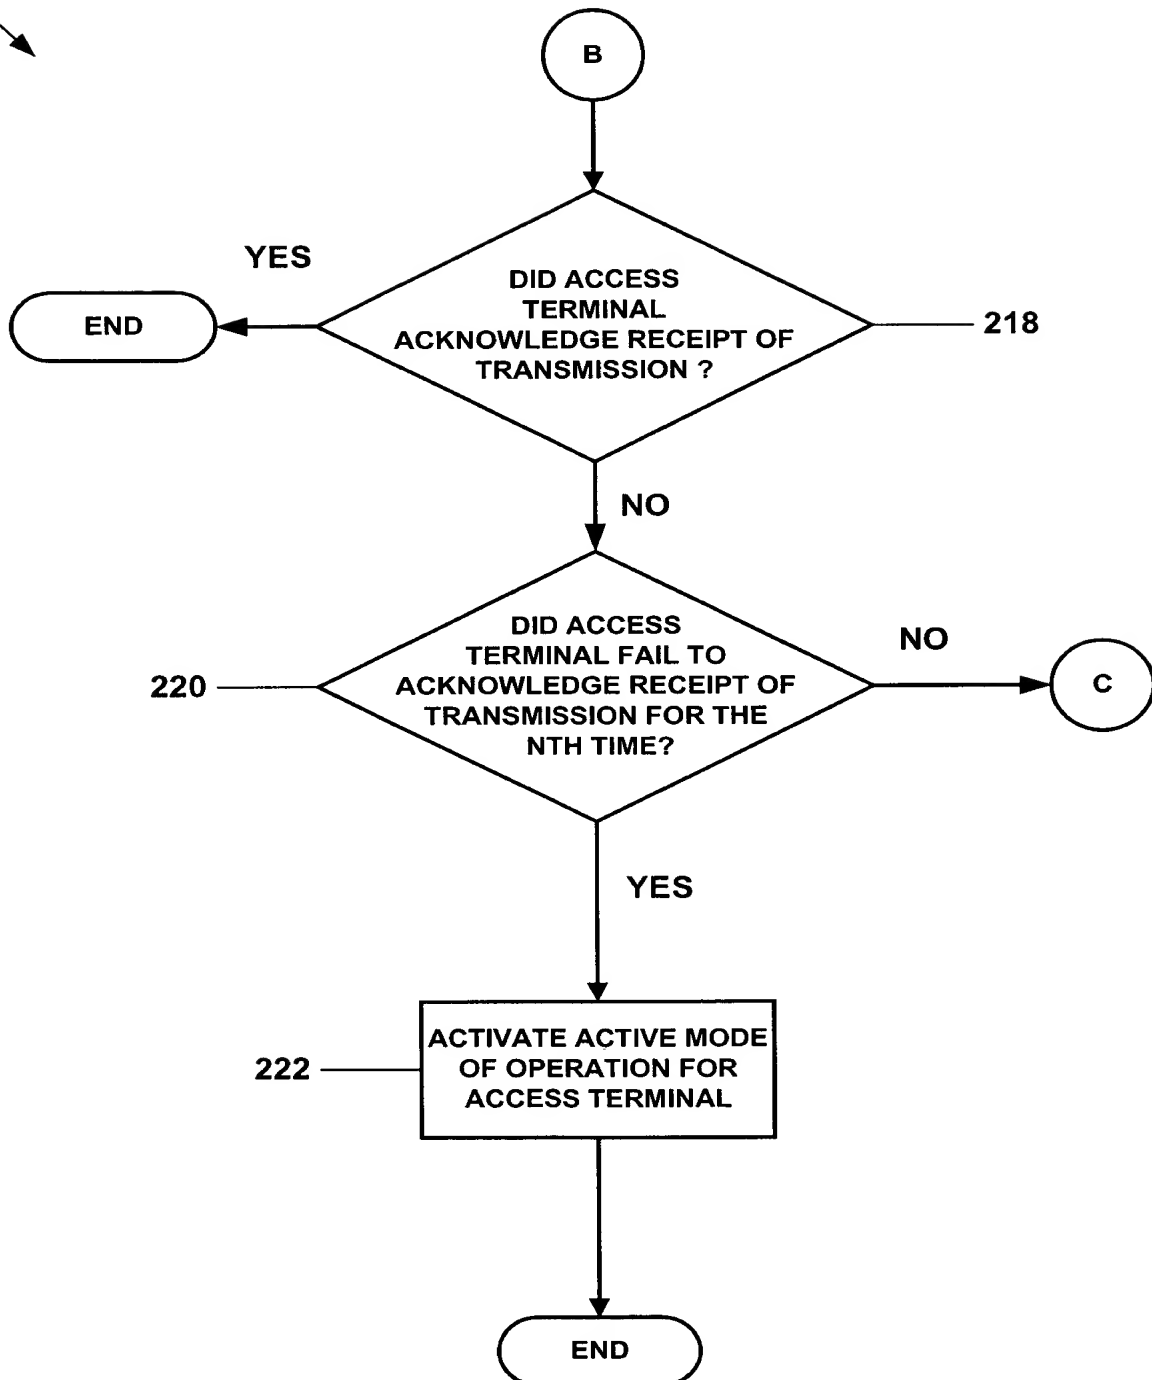 B
YES
DID ACCESS
TERMINAL
ACKNOWLEDGE RECEIPT OF
TRANSMISSION ?
END
218
NO
DID ACCESS
TERMINAL FAIL TO
ACKNOWLEDGE RECEIPT OF
TRANSMISSION FOR THE
NTH TIME?
NO
220
C
YES
ACTIVATE ACTIVE MODE
OF OPERATION FOR
ACCESS TERMINAL
222
END